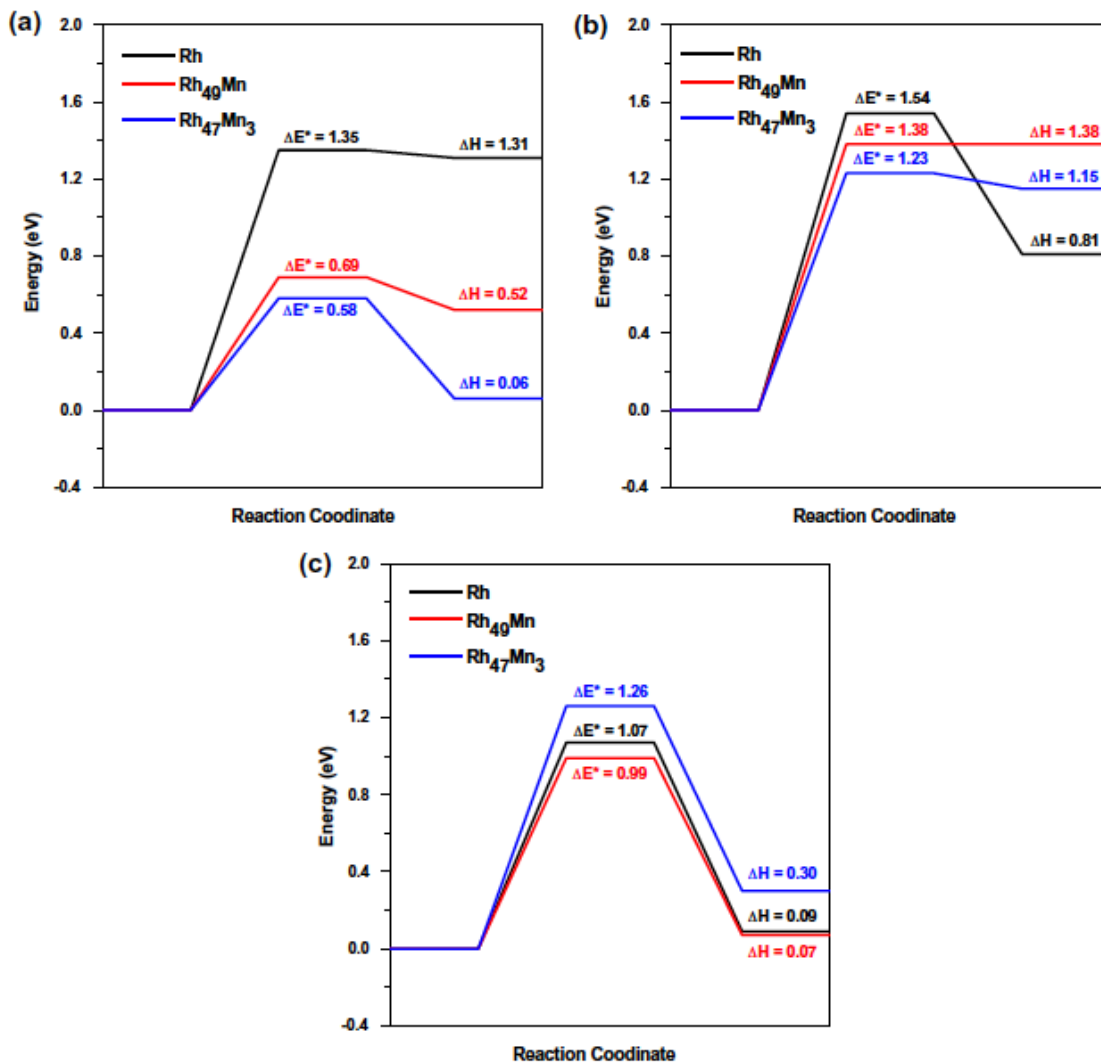 (a)
2.0
1.6
1.2
0.8
0.4
0.0
-0.4
Energy (eV)
Rh
Rh49Mn
Rh47Mn3
ΔE* = 1.35
ΔH = 1.31
ΔE* = 0.69
ΔH = 0.52
ΔE* = 0.58
ΔH = 0.06
Reaction Coodinate
(b)
2.0
1.6
1.2
0.8
0.4
0.0
-0.4
Energy (eV)
Rh
Rh49Mn
Rh47Mn3
ΔE* = 1.54
ΔE* = 1.38
ΔH = 1.38
ΔE* = 1.23
ΔH = 1.15
ΔH = 0.81
Reaction Coodinate
(c)
2.0
1.6
1.2
0.8
0.4
0.0
-0.4
Energy (eV)
Rh
Rh49Mn
Rh47Mn3
ΔE* = 1.26
ΔE* = 1.07
ΔE* = 0.99
ΔH = 0.30
ΔH = 0.09
ΔH = 0.07
Reaction Coodinate